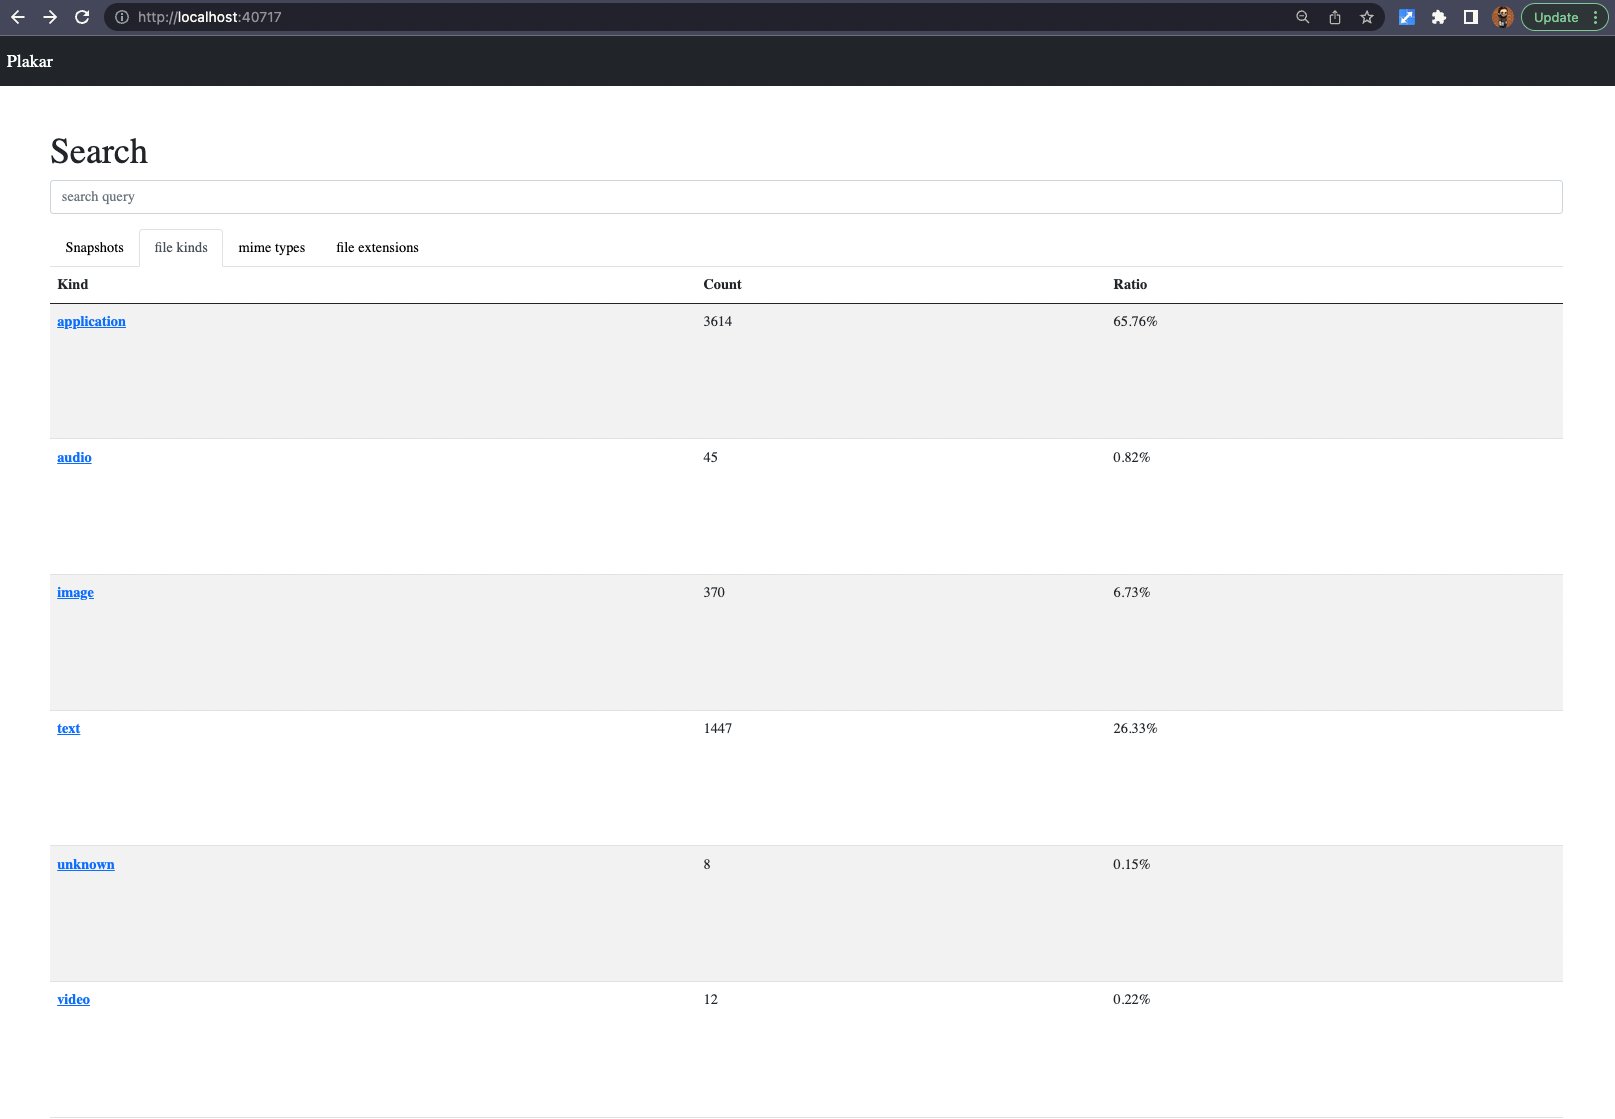 http://localhost:40717
Update
Plakar
Search
search query
Snapshots file kinds mime types file extensions
Kind Count Ratio
application 3614 65.76%
audio 45 0.82%
image 370 6.73%
text 1447 26.33%
unknown 8 0.15%
video 12 0.22%